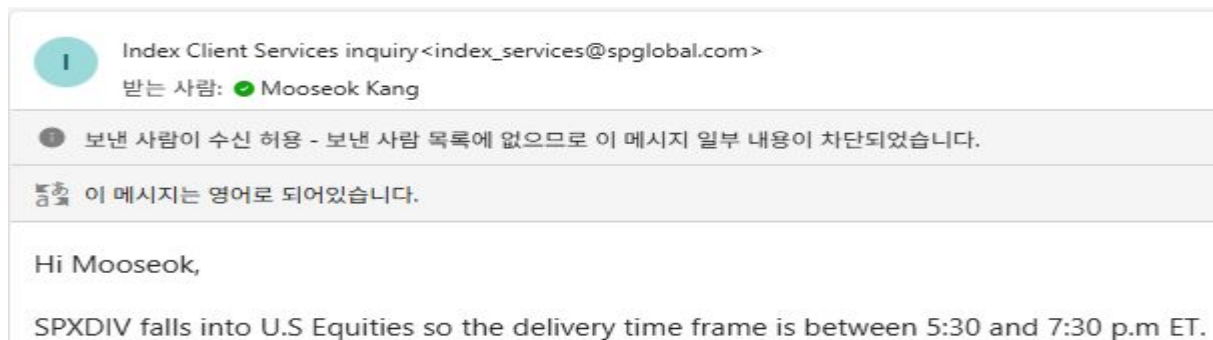 I
Index Client Services inquiry<index_services@spglobal.com>
받는 사람: Mooseok Kang
보낸 사람이 수신 허용 - 보낸 사람 목록에 없으므로 이 메시지 일부 내용이 차단되었습니다.
이 메시지는 영어로 되어있습니다.
Hi Mooseok,
SPXDIV falls into U.S Equities so the delivery time frame is between 5:30 and 7:30 p.m ET.